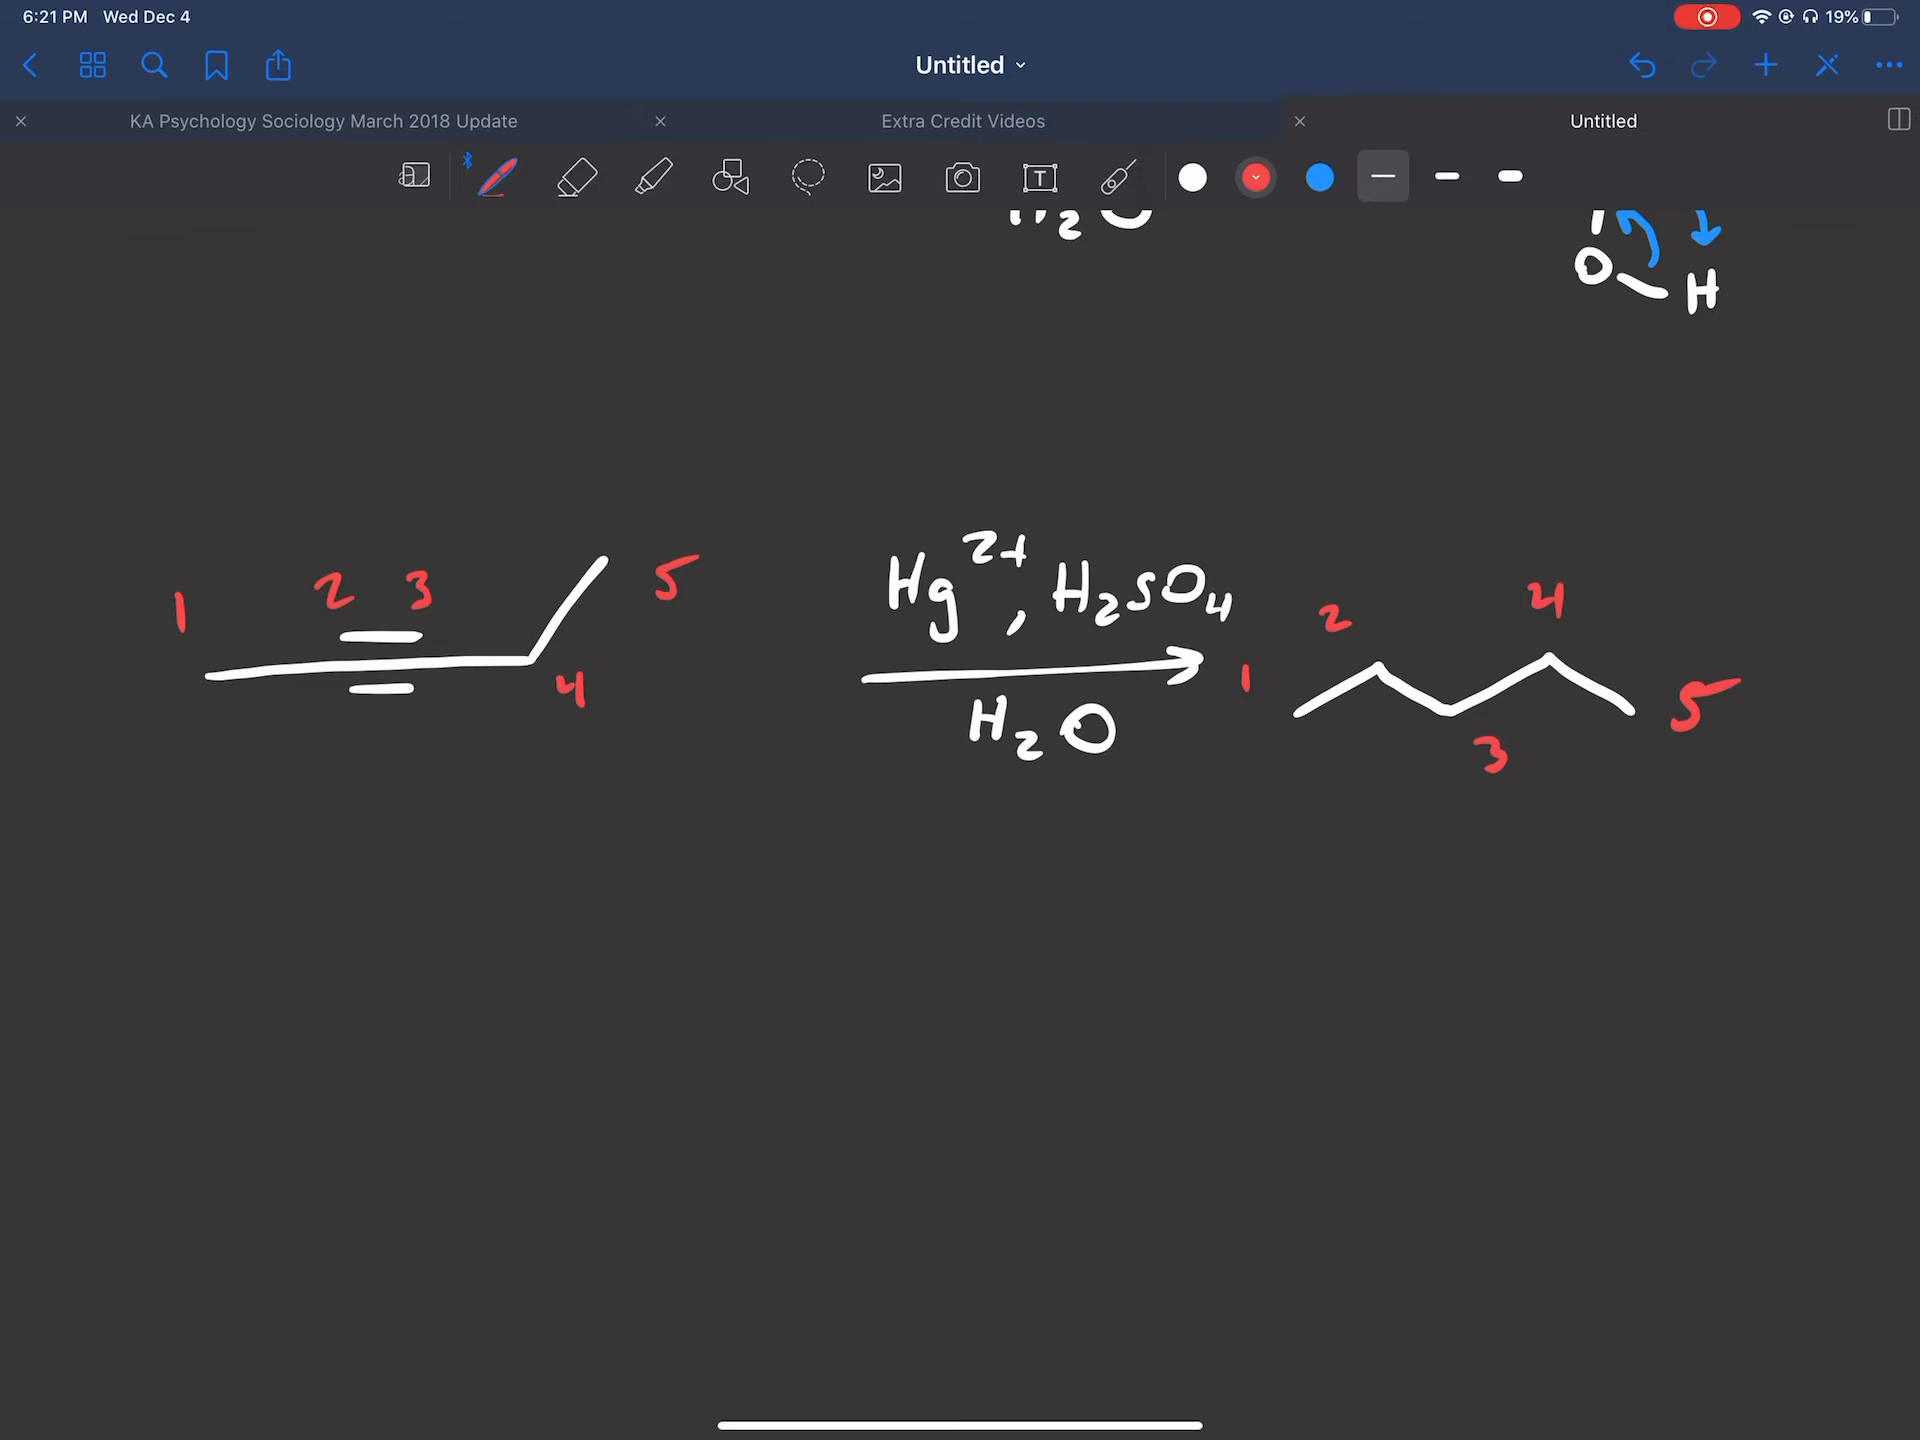 6:21 PM Wed Dec 4
19%
Untitled
KA Psychology Sociology March 2018 Update
Extra Credit Videos
Untitled
T
H2O
O H
Hg2+, H2SO4
H2O
1 2 3 4 5
1 2 3 4 5